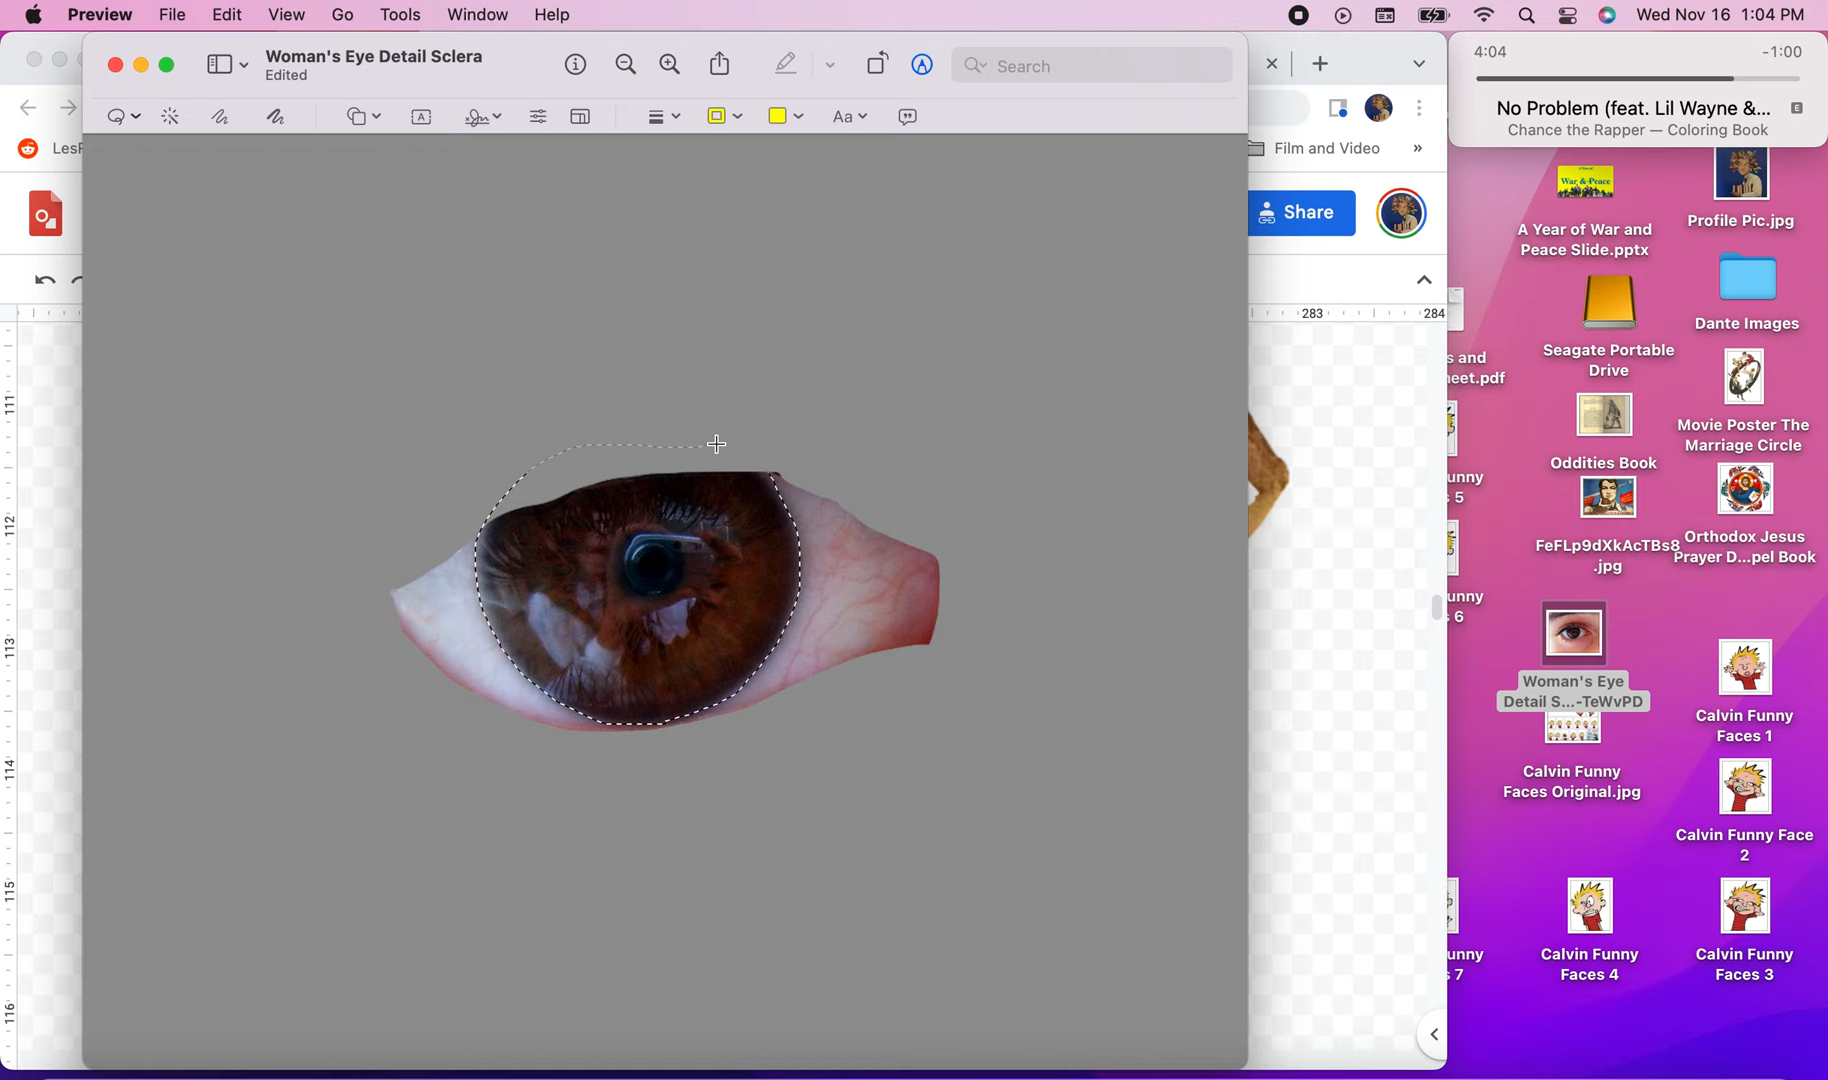 Preview File Edit View Go Tools Window Help
Wed Nov 16 1:04 PM
Woman's Eye Detail Sclera
Edited
Search
A
Aa
4:04
-1:00
No Problem (feat. Lil Wayne &...
E
Chance the Rapper — Coloring Book
Film and Video
»
Share
283
284
111
112
113
114
115
116
War & Peace
A Year of War and
Peace Slide.pptx
Profile Pic.jpg
Dante Images
Seagate Portable
Drive
s and
heet.pdf
Movie Poster The
Marriage Circle
Oddities Book
unny
s 5
FeFLp9dXkAcTBs8
.jpg
Orthodox Jesus
Prayer D...pel Book
unny
s 6
Woman's Eye
Detail S...-TeWvPD
Calvin Funny
Faces 1
Calvin Funny
Faces Original.jpg
Calvin Funny Face
2
unny
s 7
Calvin Funny
Faces 4
Calvin Funny
Faces 3